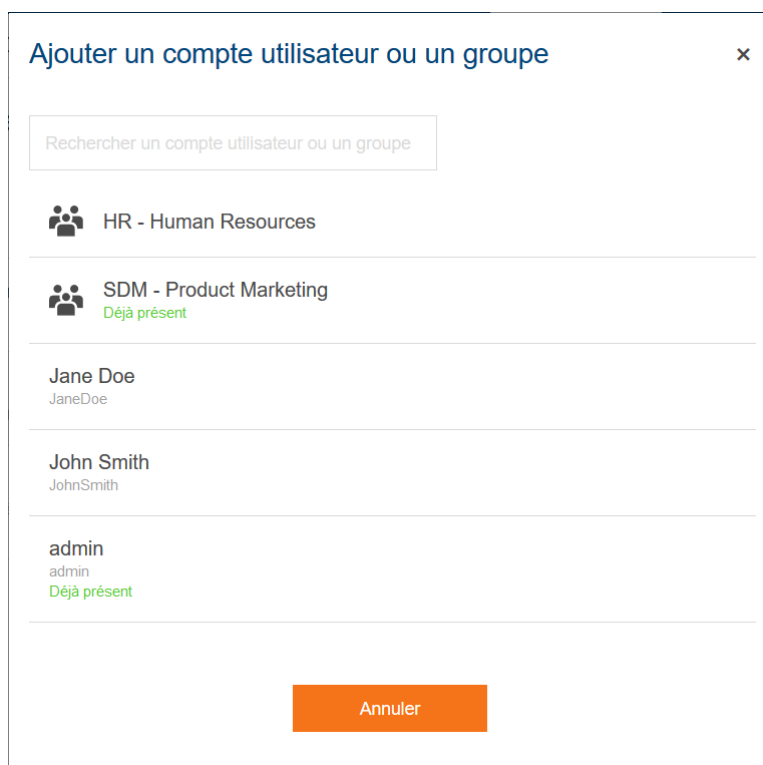 Ajouter un compte utilisateur ou un groupe
×
Rechercher un compte utilisateur ou un groupe
HR - Human Resources
SDM - Product Marketing
Déjà présent
Jane Doe
JaneDoe
John Smith
JohnSmith
admin
admin
Déjà présent
Annuler